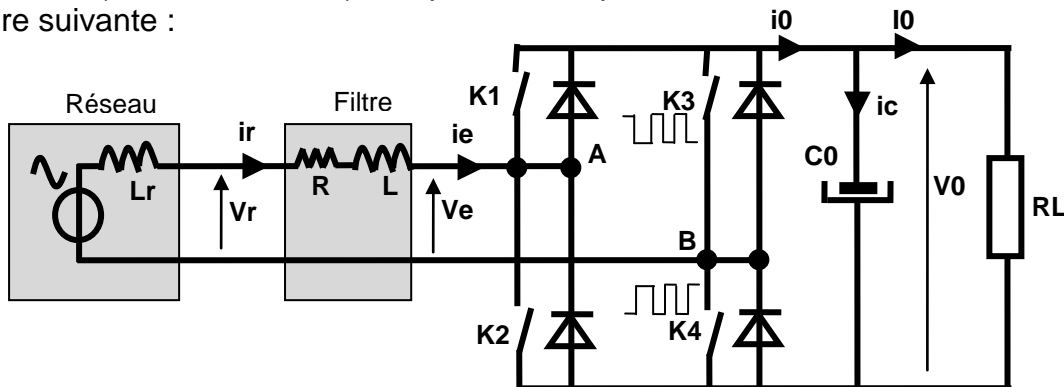 re suivante :
i0
I0
Réseau
Filtre
K1
K3
ir
ie
A
ic
C0
Lr
R
L
Vr
Ve
V0
RL
B
K2
K4